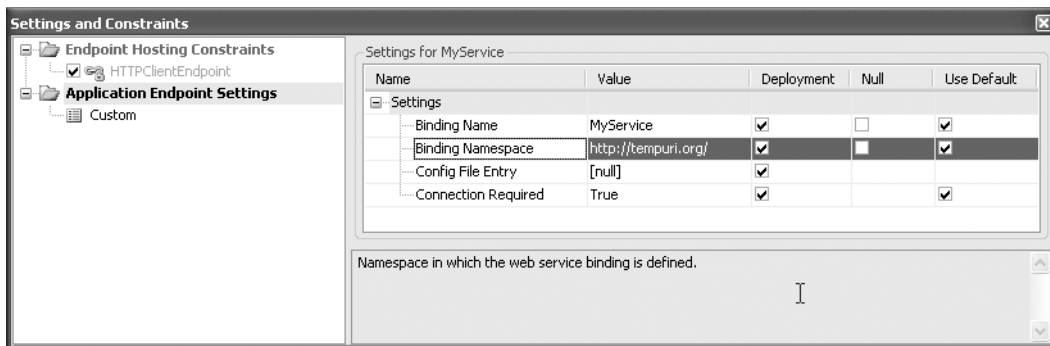 Settings and Constraints
Endpoint Hosting Constraints
HTTPClientEndpoint
Application Endpoint Settings
Custom
Settings for MyService
Name Value Deployment Null Use Default
Settings
Binding Name MyService
Binding Namespace http://tempuri.org/
Config File Entry [null]
Connection Required True
Namespace in which the web service binding is defined.